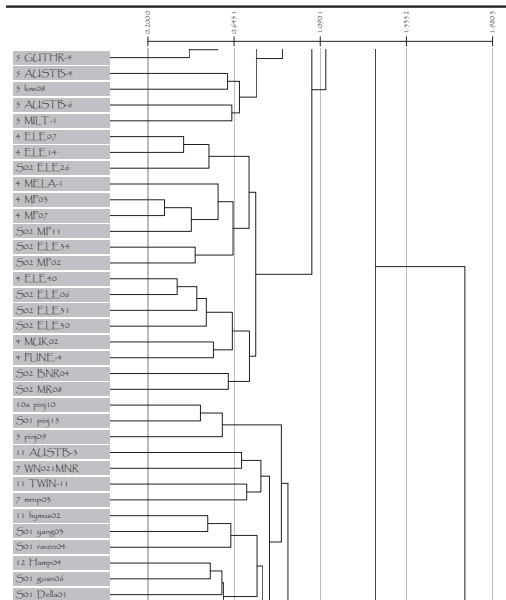 0.2000 0.6451 1.0901 1.5352 1.9803
5 GUTHR-4
5 AUSTB-4
5 low08
5 AUSTB-6
5 MILT-1
4 ELE07
4 ELE14
S02 ELE26
4 MELA-1
4 MP03
4 MP07
S02 MP11
S02 ELE34
S02 MP02
4 ELE40
S02 ELE06
S02 ELE31
S02 ELE30
4 MUK02
4 PUNE-4
S02 BNR04
S02 MR08
10a pinj10
S01 pinj15
5 pinj09
11 AUSTB-3
7 WN021MNR
11 TWIN-11
7 mmp03
11 hymus02
S01 yang03
S01 raven04
12 Hamp04
S01 gosn06
S01 Della01